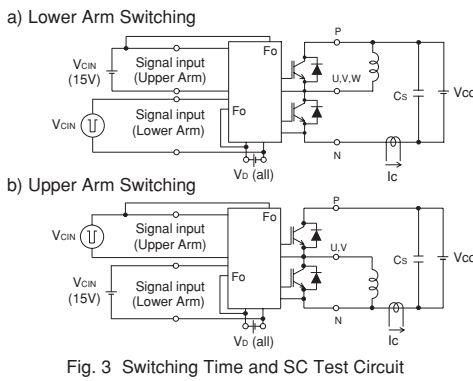 a) Lower Arm Switching
P
Fo
VCIN
(15V)
Signal input
(Upper Arm)
U,V,W
CS
VCC
Signal input
(Lower Arm)
VCIN
Fo
N
Ic
VD (all)
b) Upper Arm Switching
P
Fo
VCIN
Signal input
(Upper Arm)
U,V
CS
VCC
VCIN
(15V)
Signal input
(Lower Arm)
Fo
N
Ic
VD (all)
Fig. 3 Switching Time and SC Test Circuit